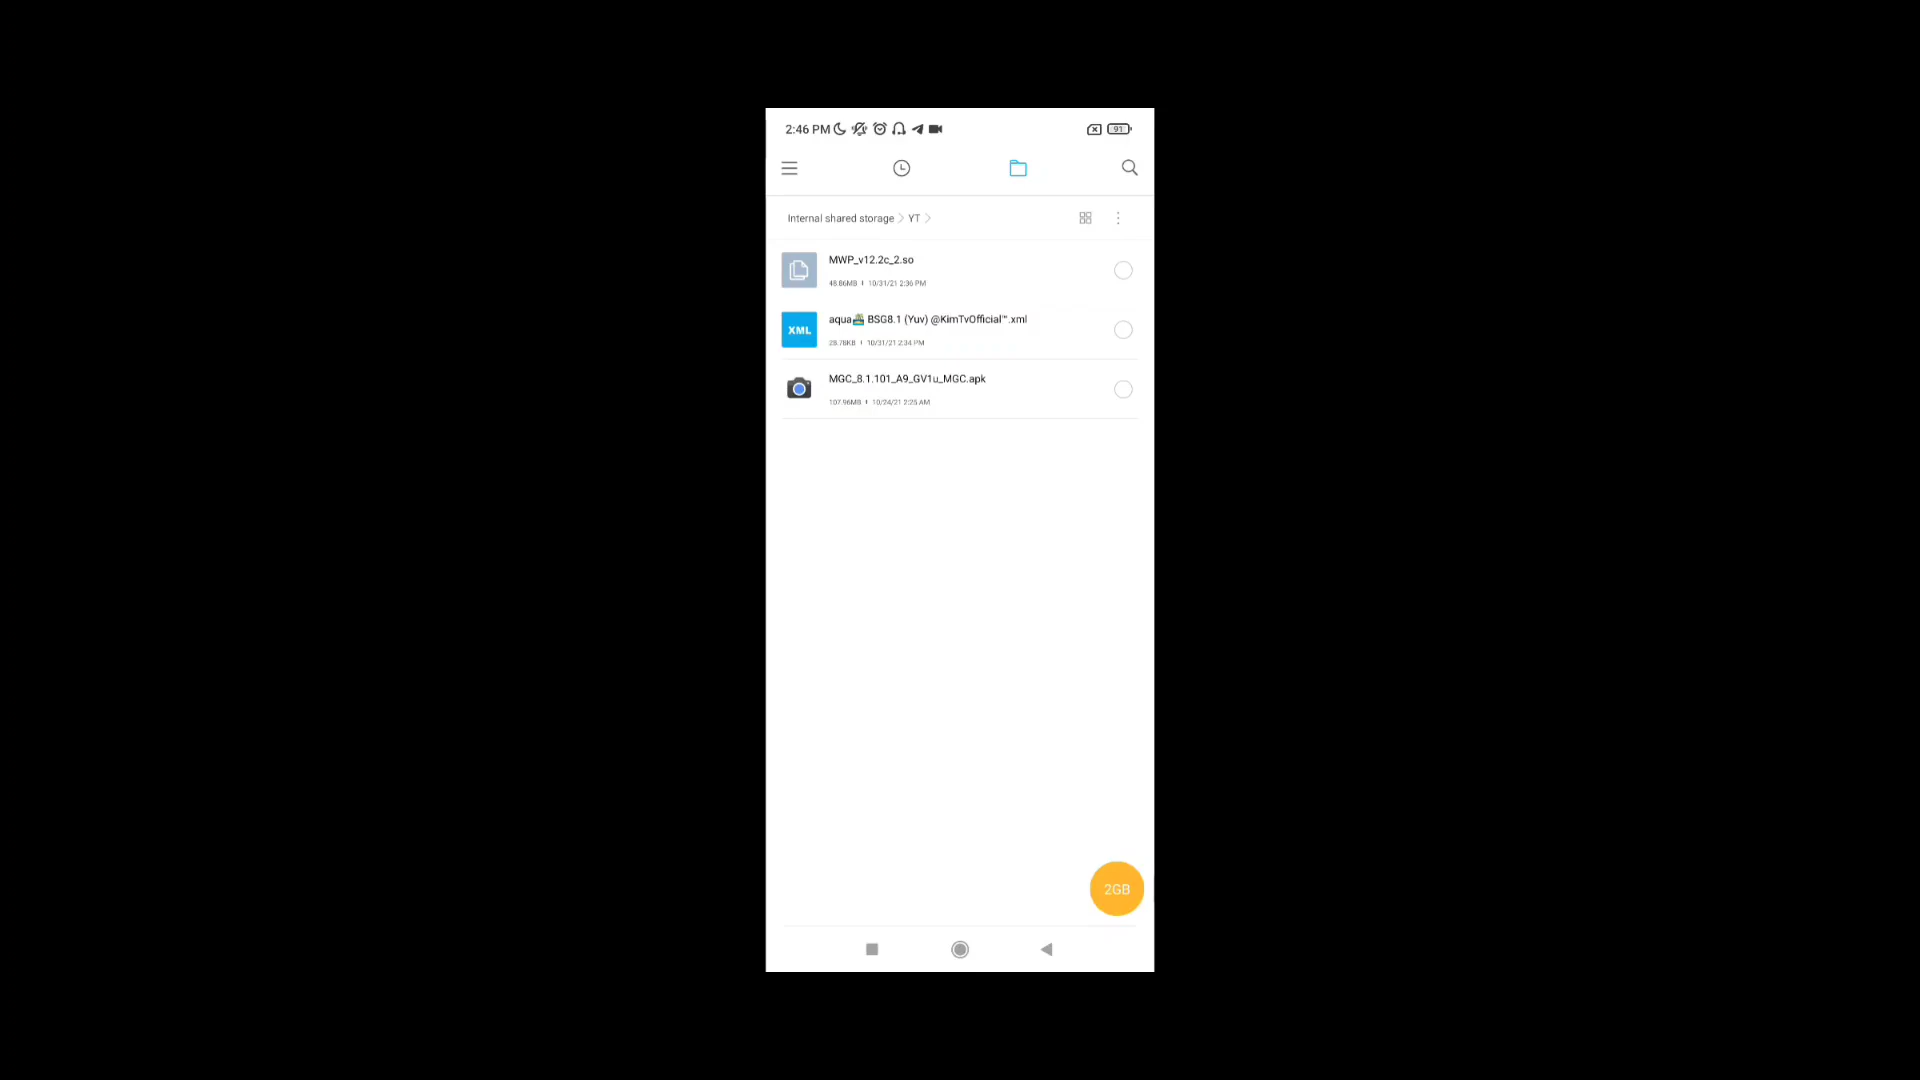 2:46 PM
91
Internal shared storage > YT >
MWP_v12.2c_2.so
48.86MB | 10/31/21 2:36 PM
XML
aqua🏖 BSG8.1 (Yuv) @KimTvOfficial™.xml
28.78KB | 10/31/21 2:34 PM
MGC_8.1.101_A9_GV1u_MGC.apk
107.96MB | 10/24/21 2:25 AM
2GB